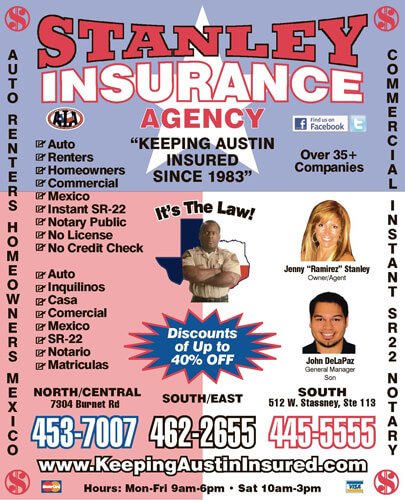 STANLEY
INSURANCE
AGENCY
"KEEPING AUSTIN
INSURED
SINCE 1983"
Find us on
Facebook
Over 35+
Companies
AUTO RENTERS HOMEOWNERS MEXICO
COMMERCIAL INSTANT SR22 NOTARY
Auto
Renters
Homeowners
Commercial
Mexico
Instant SR-22
Notary Public
No License
No Credit Check
Auto
Inquilinos
Casa
Comercial
Mexico
SR-22
Notario
Matriculas
It's The Law!
Discounts
of Up to
40% OFF
Jenny "Ramirez" Stanley
Owner/Agent
John DeLaPaz
General Manager
Son
NORTH/CENTRAL
7304 Burnet Rd
453-7007
SOUTH/EAST
462-2655
SOUTH
512 W. Stassney, Ste 113
445-5555
www.KeepingAustinInsured.com
Hours: Mon-Fri 9am-6pm • Sat 10am-3pm
VISA